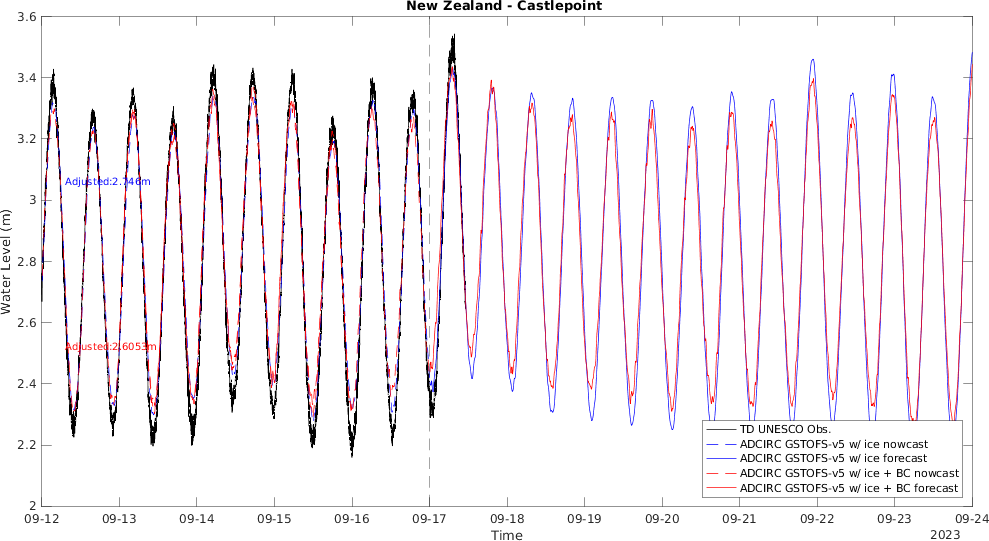 New Zealand - Castlepoint
3.6
3.4
3.2
3
2.8
2.6
2.4
2.2
2
Water Level (m)
Adjusted:2.746m
Adjusted:2.6053m
TD UNESCO Obs.
ADCIRC GSTOFS-v5 w/ ice nowcast
ADCIRC GSTOFS-v5 w/ ice forecast
ADCIRC GSTOFS-v5 w/ ice + BC nowcast
ADCIRC GSTOFS-v5 w/ ice + BC forecast
09-12 09-13 09-14 09-15 09-16 09-17 09-18 09-19 09-20 09-21 09-22 09-23 09-24
Time
2023